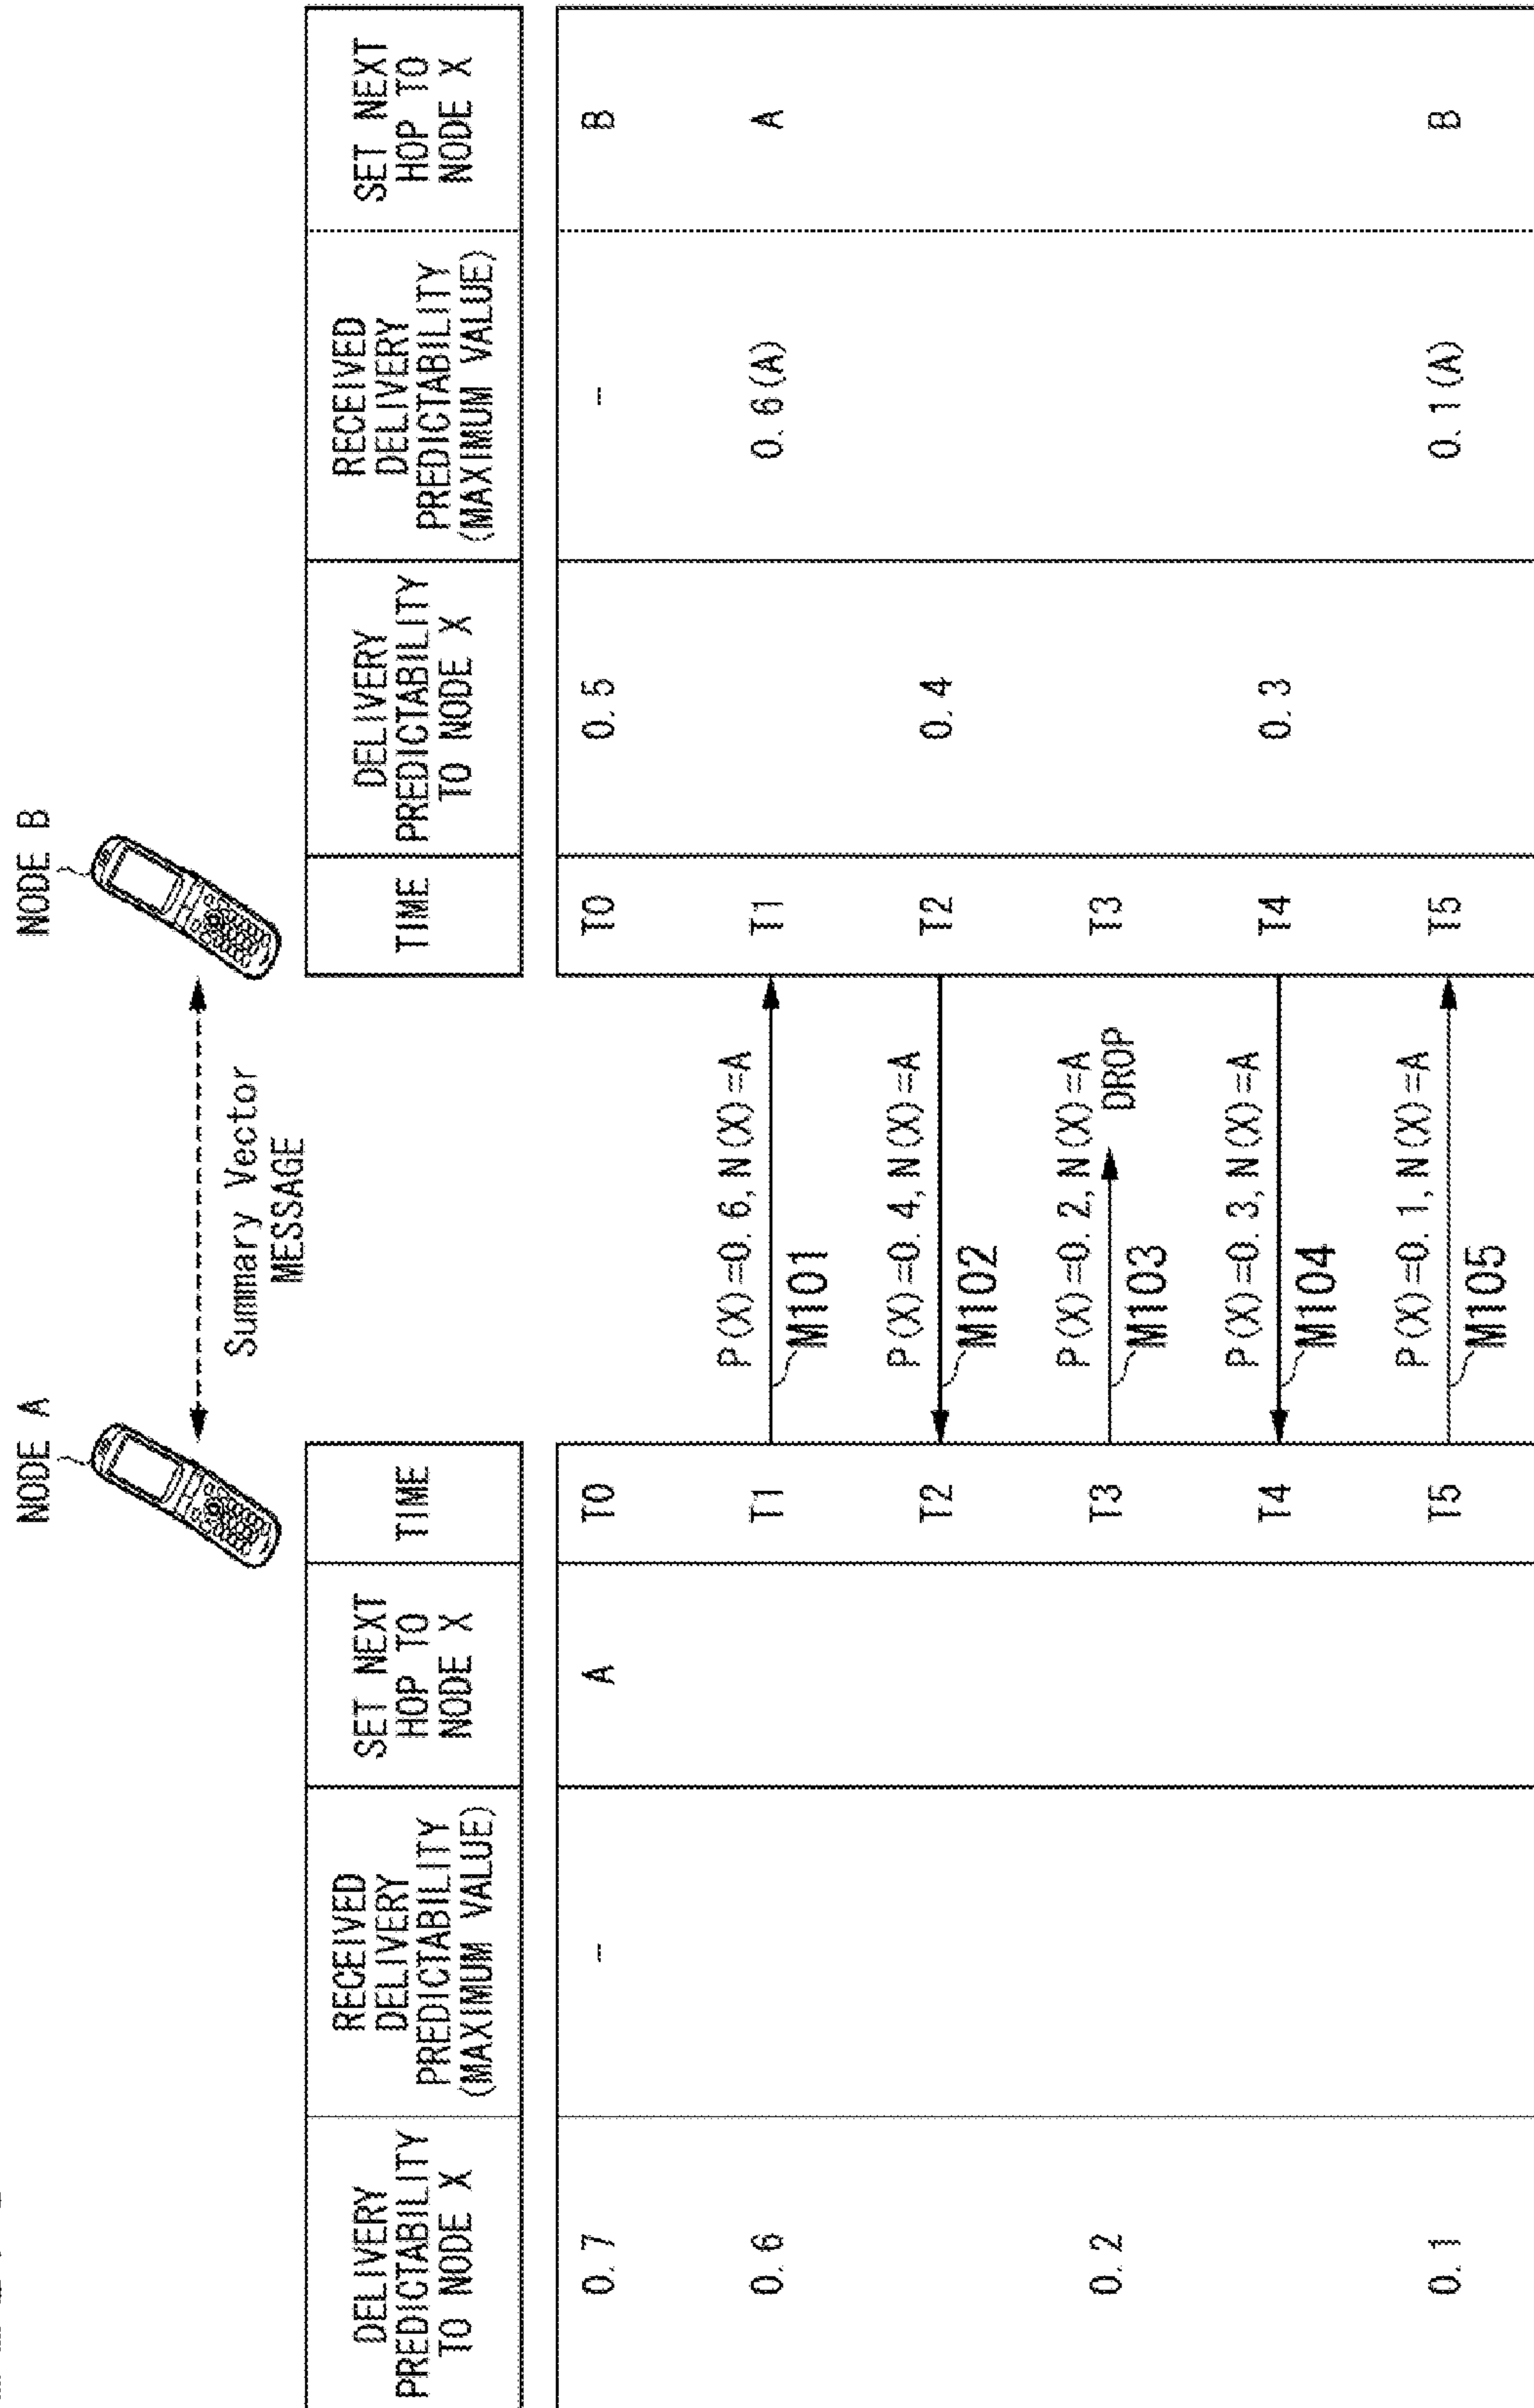 NODE A
NODE B
Summary Vector
MESSAGE
DELIVERY
PREDICTABILITY
TO NODE X
RECEIVED
DELIVERY
PREDICTABILITY
(MAXIMUM VALUE)
SET NEXT
HOP TO
NODE X
TIME
TIME
DELIVERY
PREDICTABILITY
TO NODE X
RECEIVED
DELIVERY
PREDICTABILITY
(MAXIMUM VALUE)
SET NEXT
HOP TO
NODE X
0.7 - A T0 T0 0.5 - B
0.6 T1 P(X)=0.6, N(X)=A T1 0.6(A) A
M101
T2 P(X)=0.4, N(X)=A T2 0.4
M102
0.2 T3 P(X)=0.2, N(X)=A T3
M103 DROP
T4 P(X)=0.3, N(X)=A T4 0.3
M104
0.1 T5 P(X)=0.1, N(X)=A T5 0.1(A) B
M105